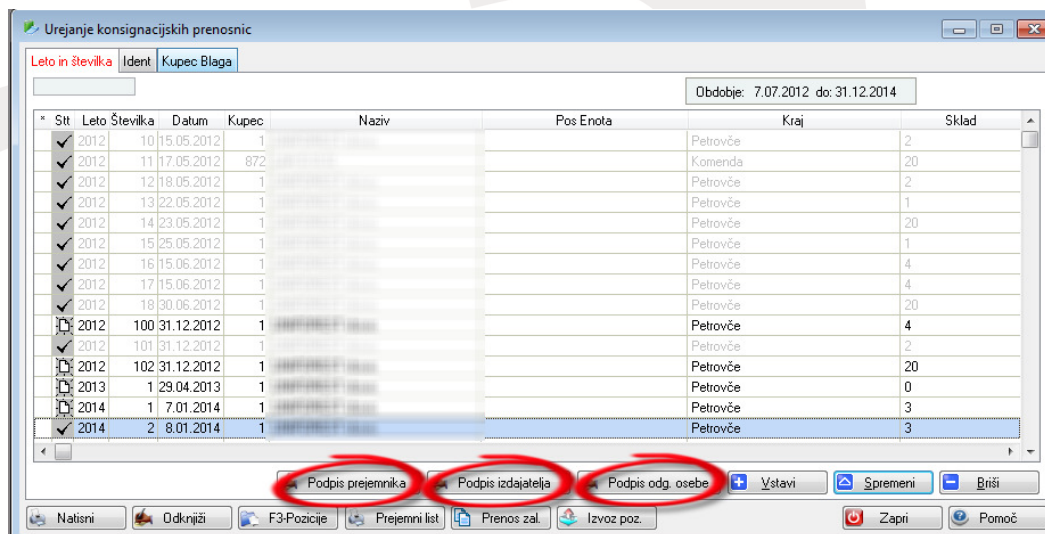 Urejanje konsignacijskih prenosnic
Leto in številka Ident Kupec Blaga
Obdobje: 7.07.2012 do: 31.12.2014
* Stt Leto Številka Datum Kupec Naziv Pos Enota Kraj Sklad
2012 10 15.05.2012 1 Petrovče 2
2012 11 17.05.2012 872 Komenda 20
2012 12 18.05.2012 1 Petrovče 2
2012 13 22.05.2012 1 Petrovče 1
2012 14 23.05.2012 1 Petrovče 20
2012 15 25.05.2012 1 Petrovče 1
2012 16 15.06.2012 1 Petrovče 4
2012 17 15.06.2012 1 Petrovče 4
2012 18 30.06.2012 1 Petrovče 20
2012 100 31.12.2012 1 Petrovče 4
2012 101 31.12.2012 1 Petrovče 2
2012 102 31.12.2012 1 Petrovče 20
2013 1 29.04.2013 1 Petrovče 0
2014 1 7.01.2014 1 Petrovče 3
2014 2 8.01.2014 1 Petrovče 3
Podpis prejemnika Podpis izdajatelja Podpis odg. osebe Vstavi Spremeni Briši
Natisni Odknjiži F3-Pozicije Prejemni list Prenos zal. Izvoz poz. Zapri Pomoč